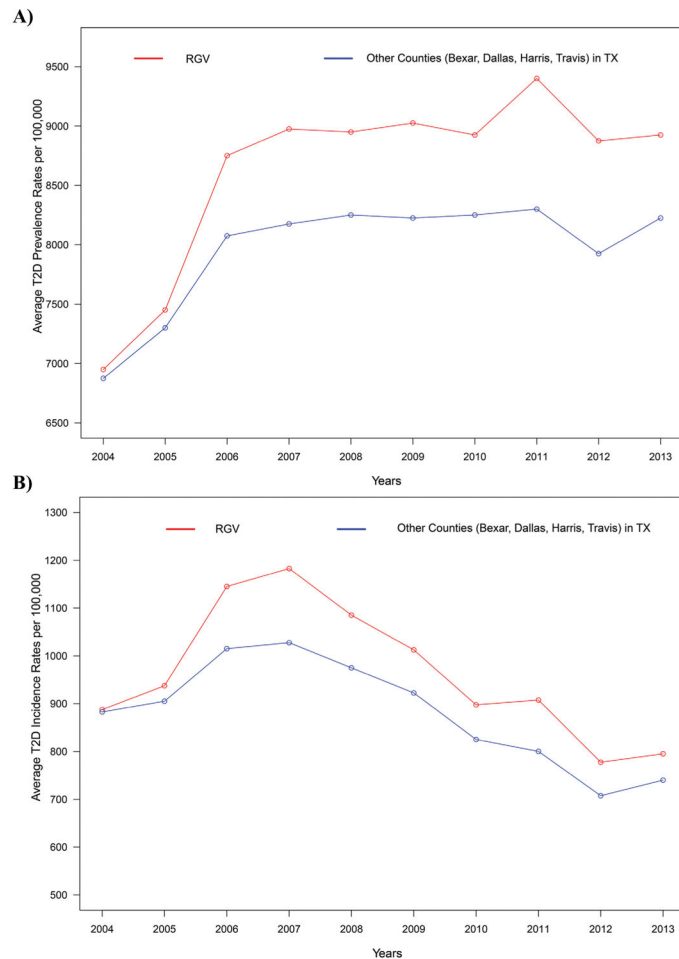 A)
RGV
Other Counties (Bexar, Dallas, Harris, Travis) in TX
Average T2D Prevalence Rates per 100,000
9500
9000
8500
8000
7500
7000
6500
2004 2005 2006 2007 2008 2009 2010 2011 2012 2013
Years
B)
RGV
Other Counties (Bexar, Dallas, Harris, Travis) in TX
Average T2D Incidence Rates per 100,000
1300
1200
1100
1000
900
800
700
600
500
2004 2005 2006 2007 2008 2009 2010 2011 2012 2013
Years